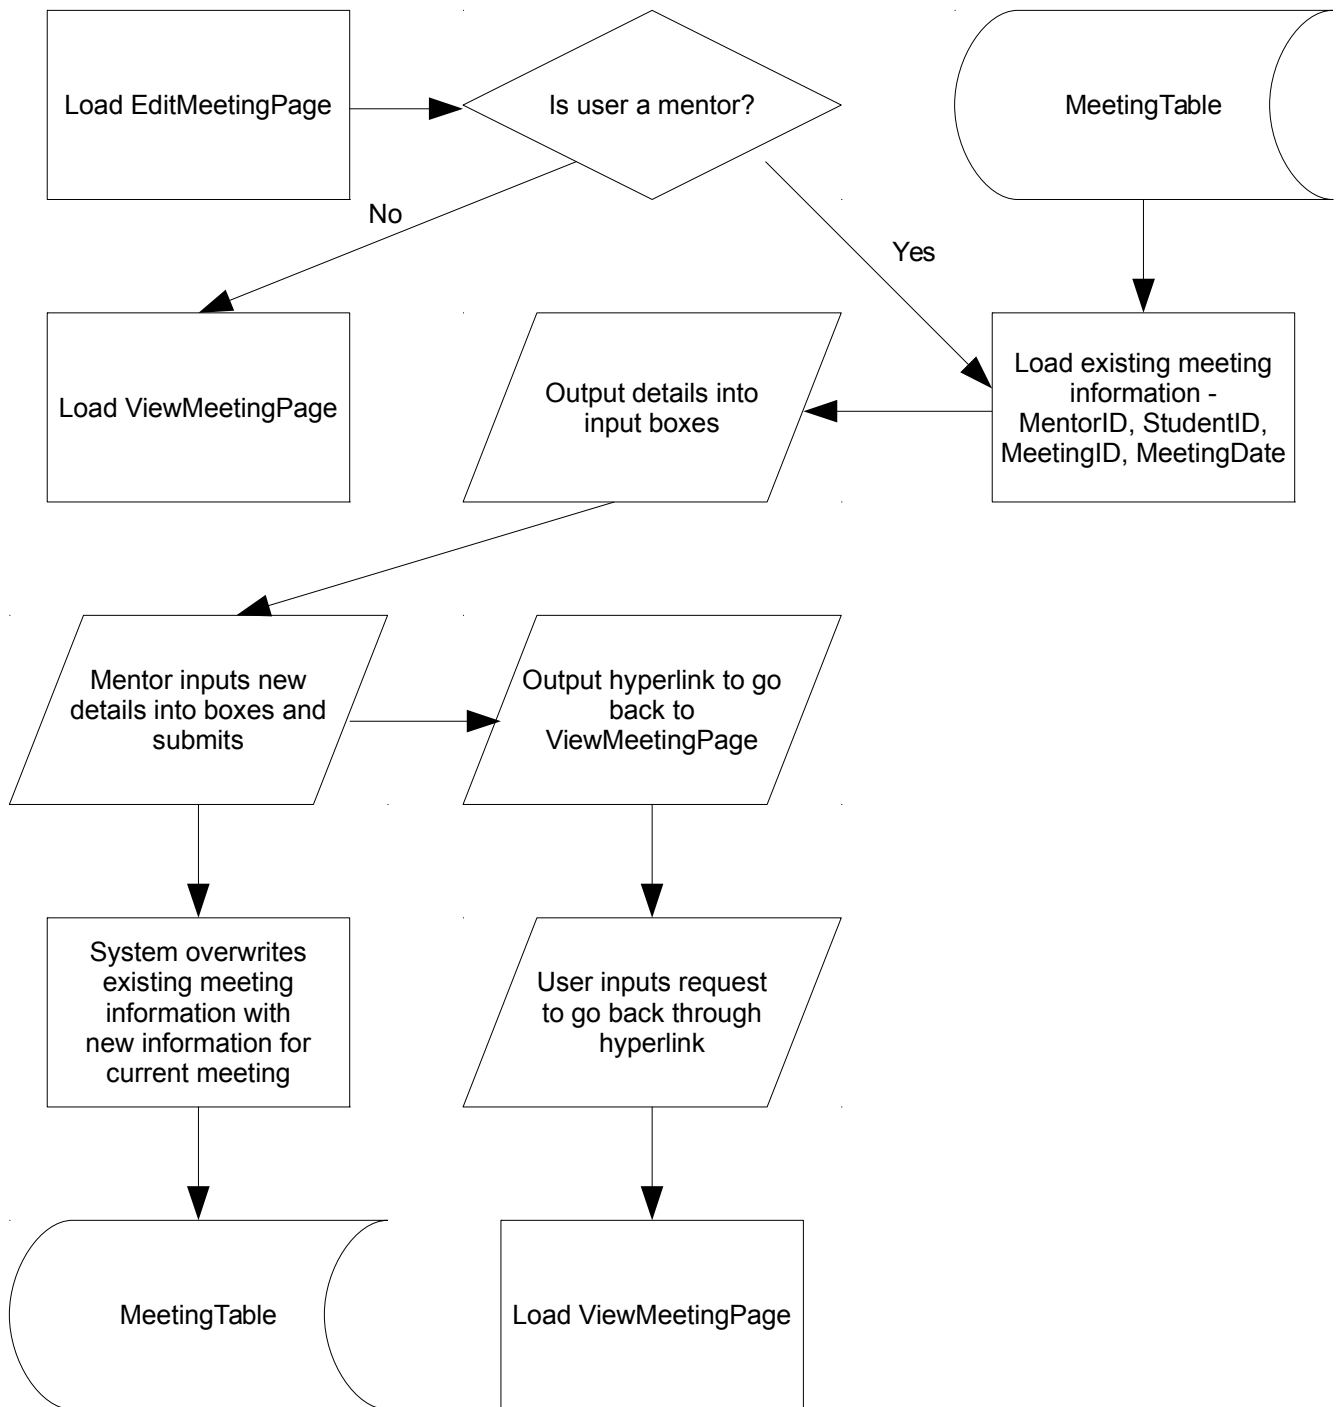 Load EditMeetingPage
Is user a mentor?
MeetingTable
No
Yes
Load ViewMeetingPage
Output details into
input boxes
Load existing meeting
information -
MentorID, StudentID,
MeetingID, MeetingDate
Mentor inputs new
details into boxes and
submits
Output hyperlink to go
back to
ViewMeetingPage
System overwrites
existing meeting
information with
new information for
current meeting
User inputs request
to go back through
hyperlink
MeetingTable
Load ViewMeetingPage